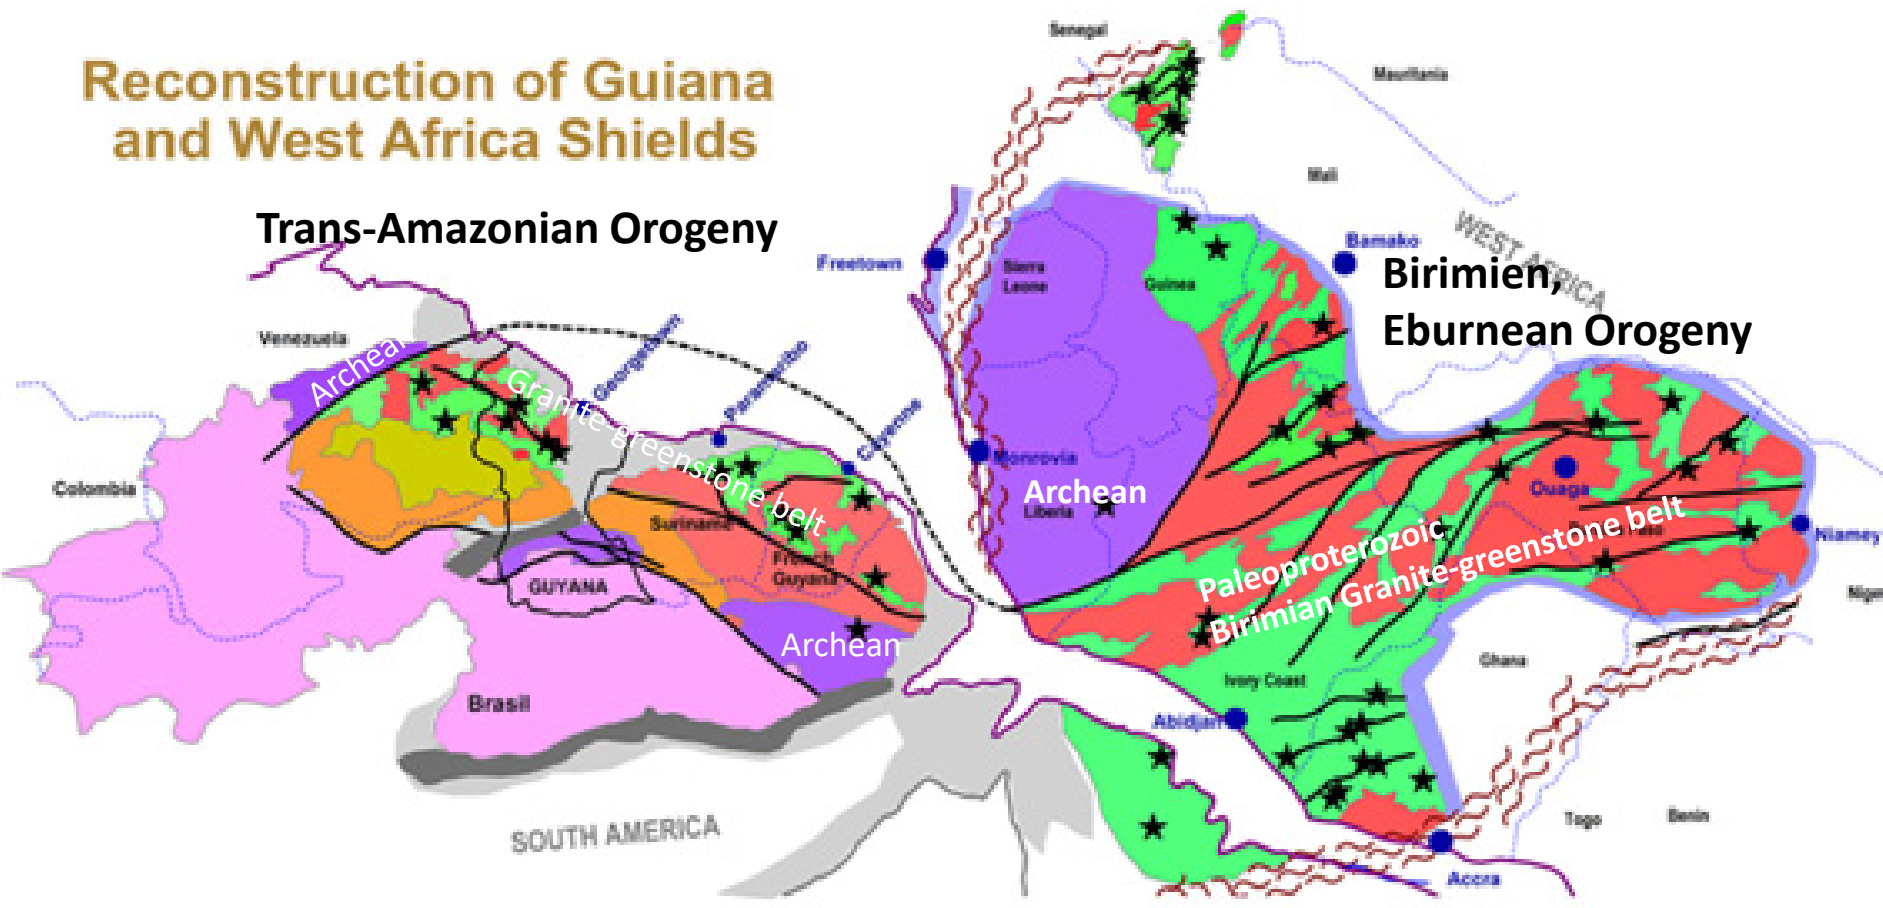 Reconstruction of Guiana
and West Africa Shields
Trans-Amazonian Orogeny
Senegal
Mauritania
Mali
WEST AFRICA
Bamako
Birimien,
Eburnean Orogeny
Freetown
Sierra
Leone
Guinea
Venezuela
Archean
Georgetown
Paramaribo
Cayenne
Granite-greenstone belt
Colombia
Monrovia
Archean
Liberia
Ouaga
Niamey
Paleoproterozoic
Birimian Granite-greenstone belt
Suriname
French
Guyana
GUYANA
Archean
Brasil
Ghana
Ivory Coast
Abidjan
SOUTH AMERICA
Togo
Benin
Accra